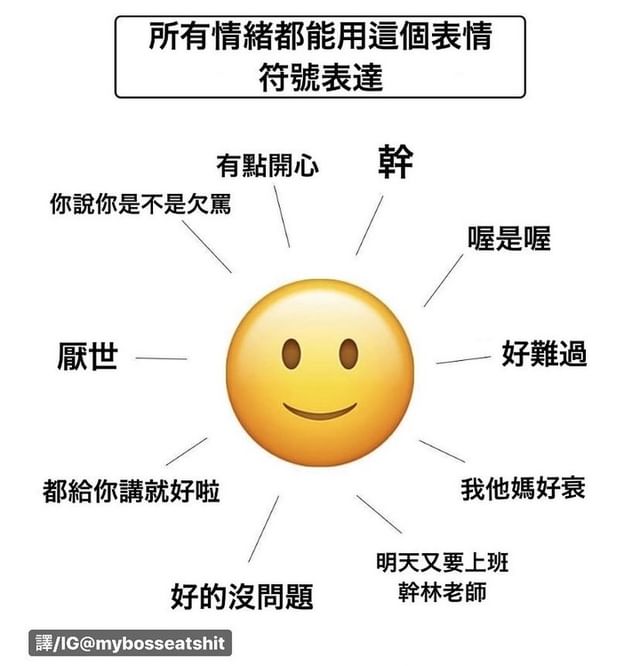 所有情緒都能用這個表情
符號表達
有點開心
幹
你說你是不是欠罵
喔是喔
厭世
好難過
都給你講就好啦
我他媽好衰
明天又要上班
幹林老師
好的沒問題
譯/IG@mybosseatshit